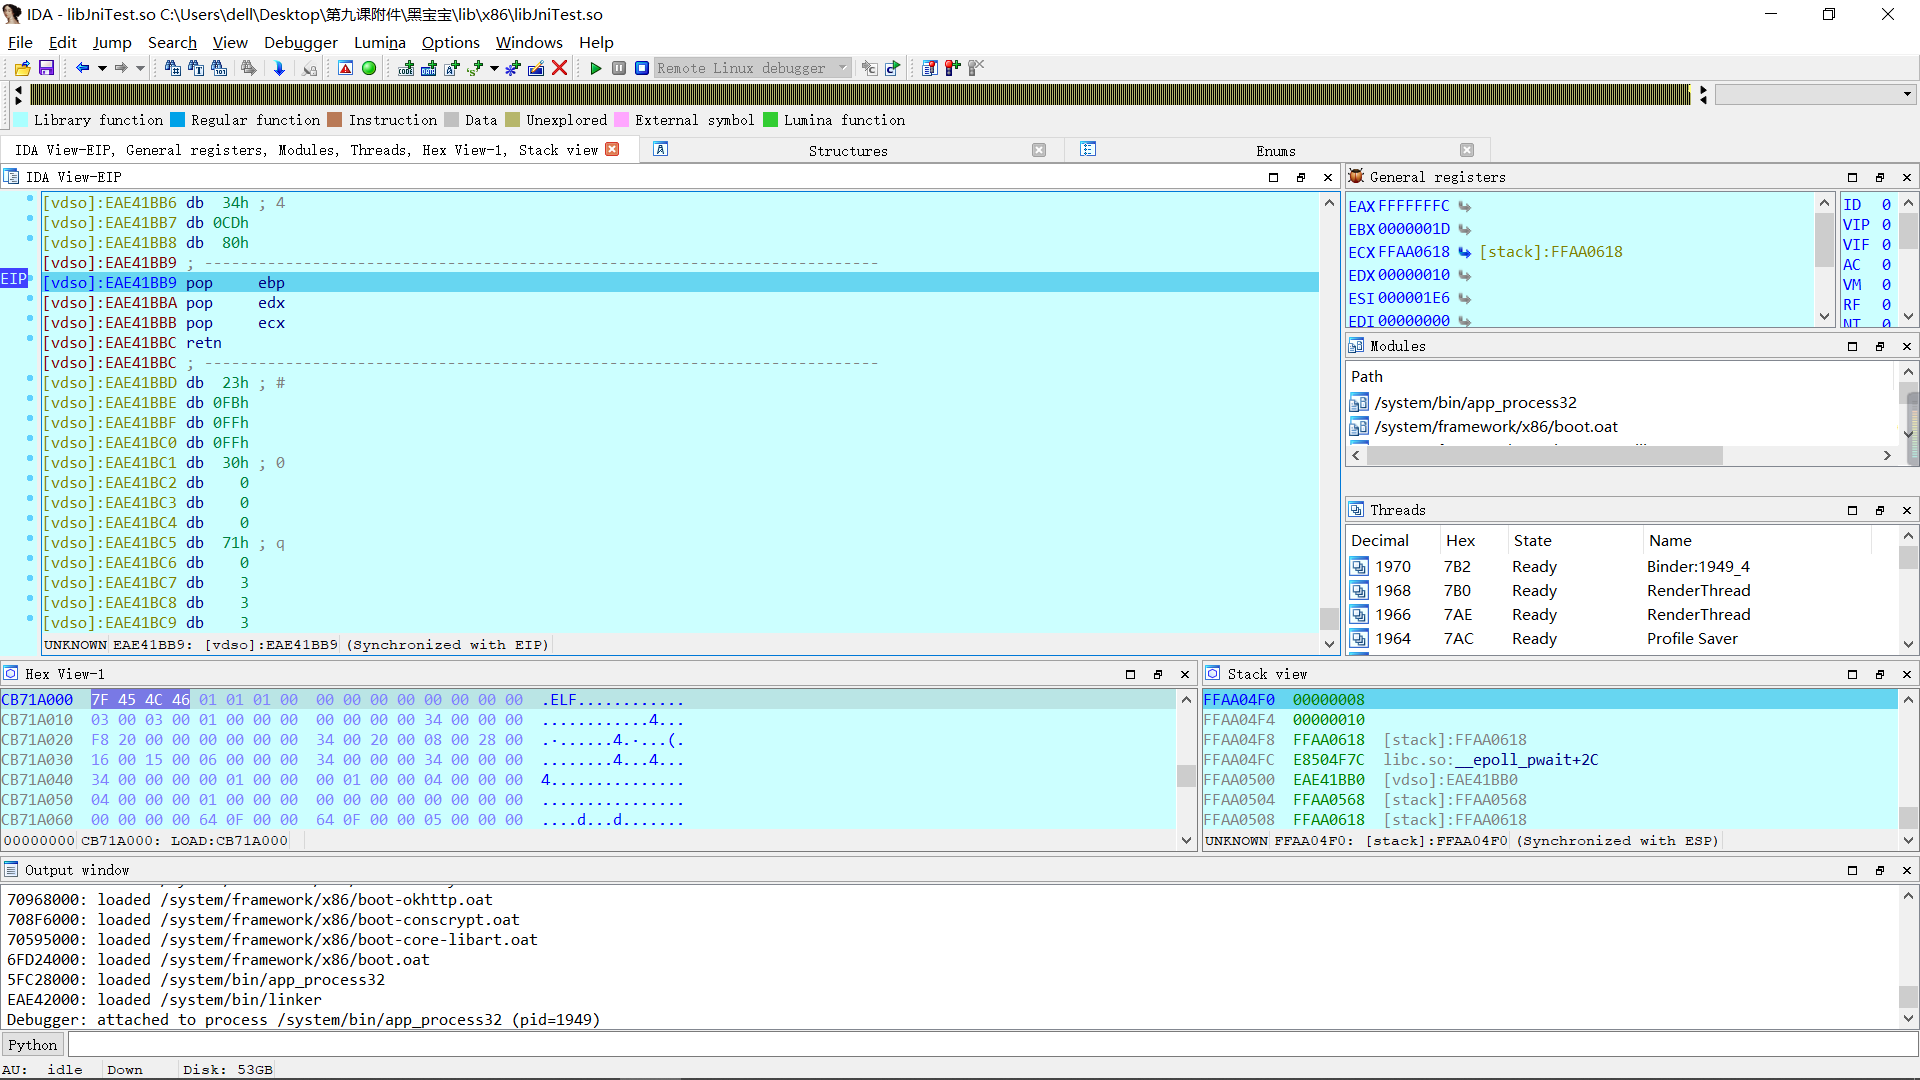 IDA - libJniTest.so C:\Users\dell\Desktop\第九课附件\黑宝宝\lib\x86\libJniTest.so
File Edit Jump Search View Debugger Lumina Options Windows Help
Remote Linux debugger
Library function Regular function Instruction Data Unexplored External symbol Lumina function
IDA View-EIP, General registers, Modules, Threads, Hex View-1, Stack view Structures Enums
IDA View-EIP
[vdso]:EAE41BB6 db 34h ; 4
[vdso]:EAE41BB7 db 0CDh
[vdso]:EAE41BB8 db 80h
[vdso]:EAE41BB9 ; ---------------------------------------------------------------------------
EIP [vdso]:EAE41BB9 pop ebp
[vdso]:EAE41BBA pop edx
[vdso]:EAE41BBB pop ecx
[vdso]:EAE41BBC retn
[vdso]:EAE41BBC ; ---------------------------------------------------------------------------
[vdso]:EAE41BBD db 23h ; #
[vdso]:EAE41BBE db 0FBh
[vdso]:EAE41BBF db 0FFh
[vdso]:EAE41BC0 db 0FFh
[vdso]:EAE41BC1 db 30h ; 0
[vdso]:EAE41BC2 db 0
[vdso]:EAE41BC3 db 0
[vdso]:EAE41BC4 db 0
[vdso]:EAE41BC5 db 71h ; q
[vdso]:EAE41BC6 db 0
[vdso]:EAE41BC7 db 3
[vdso]:EAE41BC8 db 3
[vdso]:EAE41BC9 db 3
UNKNOWN EAE41BB9: [vdso]:EAE41BB9 (Synchronized with EIP)
General registers
EAX FFFFFFFC
EBX 0000001D
ECX FFAA0618 [stack]:FFAA0618
EDX 00000010
ESI 000001E6
EDI 00000000
ID 0
VIP 0
VIF 0
AC 0
VM 0
RF 0
NT 0
Modules
Path
/system/bin/app_process32
/system/framework/x86/boot.oat
Threads
Decimal Hex State Name
1970 7B2 Ready Binder:1949_4
1968 7B0 Ready RenderThread
1966 7AE Ready RenderThread
1964 7AC Ready Profile Saver
Hex View-1
CB71A000 7F 45 4C 46 01 01 01 00 00 00 00 00 00 00 00 00 .ELF............
CB71A010 03 00 03 00 01 00 00 00 00 00 00 00 34 00 00 00 ............4...
CB71A020 F8 20 00 00 00 00 00 00 34 00 20 00 08 00 28 00 .·......4.·...(.
CB71A030 16 00 15 00 06 00 00 00 34 00 00 00 34 00 00 00 ........4...4...
CB71A040 34 00 00 00 00 01 00 00 00 01 00 00 04 00 00 00 4...............
CB71A050 04 00 00 00 01 00 00 00 00 00 00 00 00 00 00 00 ................
CB71A060 00 00 00 00 64 0F 00 00 64 0F 00 00 05 00 00 00 ....d...d.......
00000000 CB71A000: LOAD:CB71A000
Stack view
FFAA04F0 00000008
FFAA04F4 00000010
FFAA04F8 FFAA0618 [stack]:FFAA0618
FFAA04FC E8504F7C libc.so:__epoll_pwait+2C
FFAA0500 EAE41BB0 [vdso]:EAE41BB0
FFAA0504 FFAA0568 [stack]:FFAA0568
FFAA0508 FFAA0618 [stack]:FFAA0618
UNKNOWN FFAA04F0: [stack]:FFAA04F0 (Synchronized with ESP)
Output window
70968000: loaded /system/framework/x86/boot-okhttp.oat
708F6000: loaded /system/framework/x86/boot-conscrypt.oat
70595000: loaded /system/framework/x86/boot-core-libart.oat
6FD24000: loaded /system/framework/x86/boot.oat
5FC28000: loaded /system/bin/app_process32
EAE42000: loaded /system/bin/linker
Debugger: attached to process /system/bin/app_process32 (pid=1949)
Python
AU: idle Down Disk: 53GB